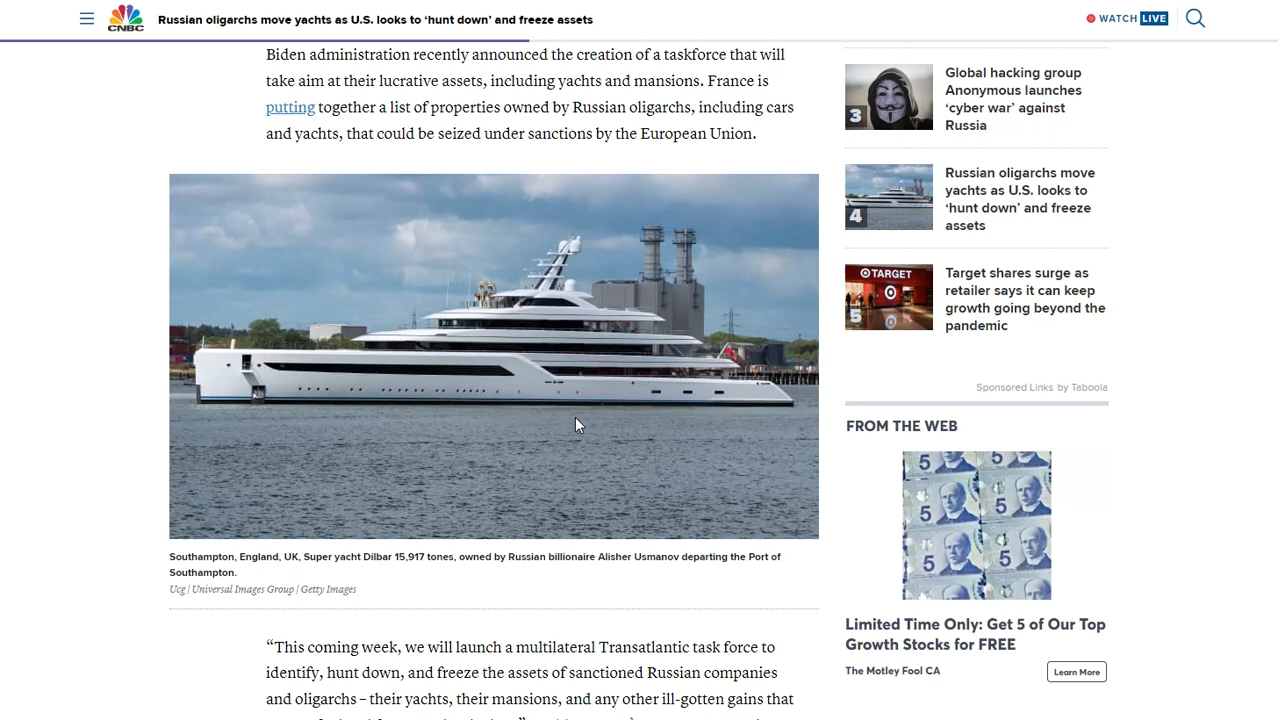 CNBC
Russian oligarchs move yachts as U.S. looks to ‘hunt down’ and freeze assets
WATCH LIVE
Biden administration recently announced the creation of a taskforce that will
take aim at their lucrative assets, including yachts and mansions. France is
putting together a list of properties owned by Russian oligarchs, including cars
and yachts, that could be seized under sanctions by the European Union.
Southampton, England, UK, Super yacht Dilbar 15,917 tones, owned by Russian billionaire Alisher Usmanov departing the Port of
Southampton.
Ucg | Universal Images Group | Getty Images
“This coming week, we will launch a multilateral Transatlantic task force to
identify, hunt down, and freeze the assets of sanctioned Russian companies
and oligarchs – their yachts, their mansions, and any other ill-gotten gains that
3
Global hacking group
Anonymous launches
‘cyber war’ against
Russia
4
Russian oligarchs move
yachts as U.S. looks to
‘hunt down’ and freeze
assets
TARGET
5
Target shares surge as
retailer says it can keep
growth going beyond the
pandemic
Sponsored Links by Taboola
FROM THE WEB
5 5
5
5
Limited Time Only: Get 5 of Our Top
Growth Stocks for FREE
The Motley Fool CA
Learn More